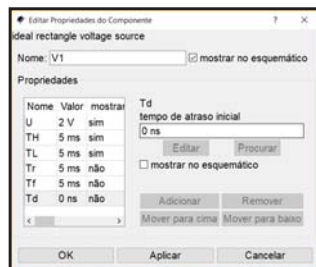 Editar Propriedades do Componente ? ×
ideal rectangle voltage source
Nome: V1 mostrar no esquemático
Propriedades
Nome Valor mostrar
U 2 V sim
TH 5 ms sim
TL 5 ms sim
Tr 5 ms não
Tf 5 ms não
Td 0 ns não
Td
tempo de atraso inicial
0 ns
Editar Procurar
mostrar no esquemático
Adicionar Remover
Mover para cima Mover para baixo
OK Aplicar Cancelar